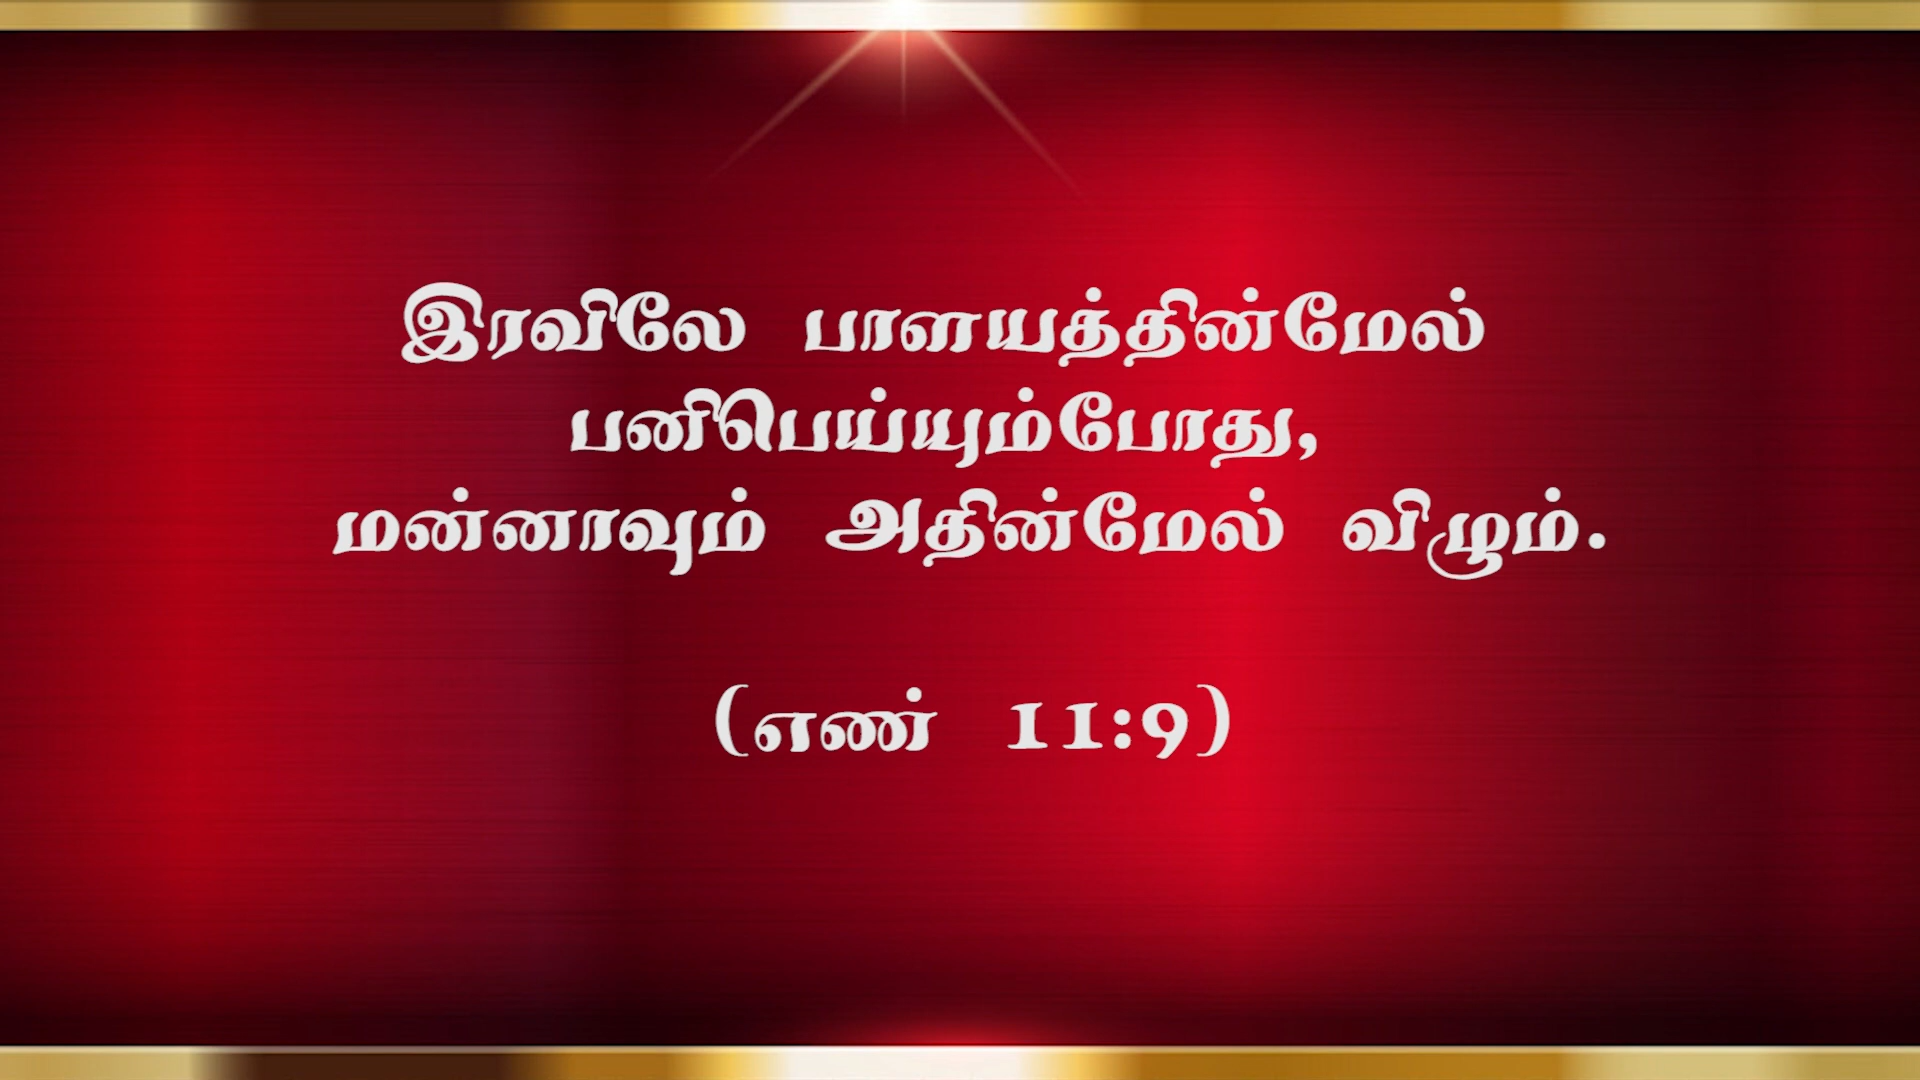 இரவிலே பாளயத்தின்மேல்
பனிபெய்யும்போது,
மன்னாவும் அதின்மேல் விழும்.
(எண் 11:9)